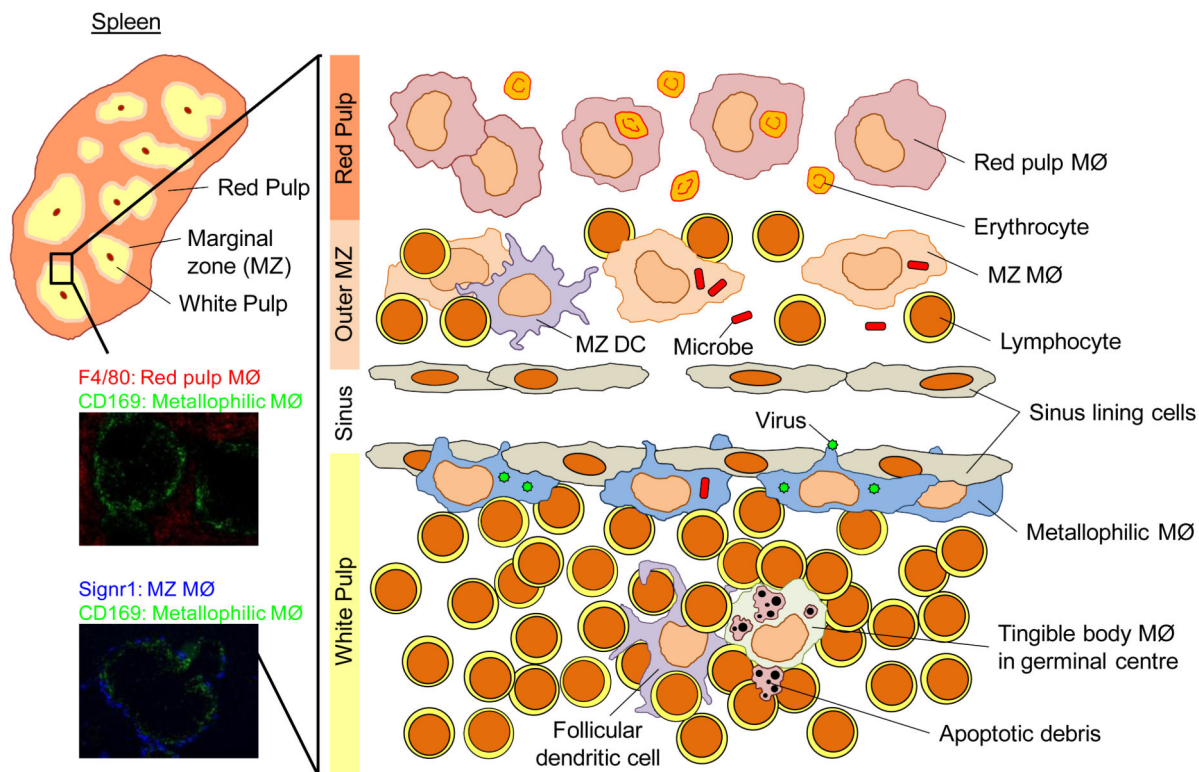 Spleen
Red Pulp
Marginal
zone (MZ)
White Pulp
F4/80: Red pulp MØ
CD169: Metallophilic MØ
Signr1: MZ MØ
CD169: Metallophilic MØ
Red Pulp
Outer MZ
Sinus
White Pulp
Red pulp MØ
Erythrocyte
MZ MØ
MZ DC
Microbe
Lymphocyte
Sinus lining cells
Virus
Metallophilic MØ
Tingible body MØ
in germinal centre
Follicular
dendritic cell
Apoptotic debris